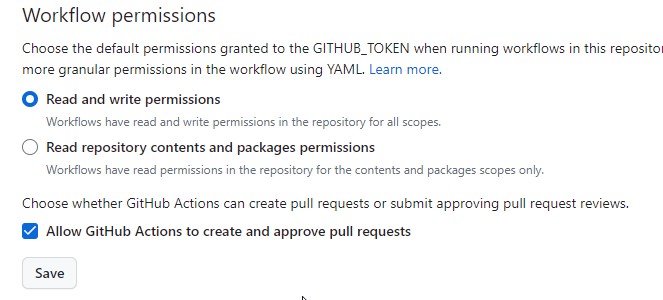 Workflow permissions
Choose the default permissions granted to the GITHUB_TOKEN when running workflows in this
more granular permissions in the workflow using YAML. Learn more.
Read and write permissions
Workflows have read and write permissions in the repository for all scopes.
Read repository contents and packages permissions
Workflows have read permissions in the repository for the contents and packages scopes only.
Choose whether GitHub Actions can create pull requests or submit approving pull request reviews.
Allow GitHub Actions to create and approve pull requests
Save